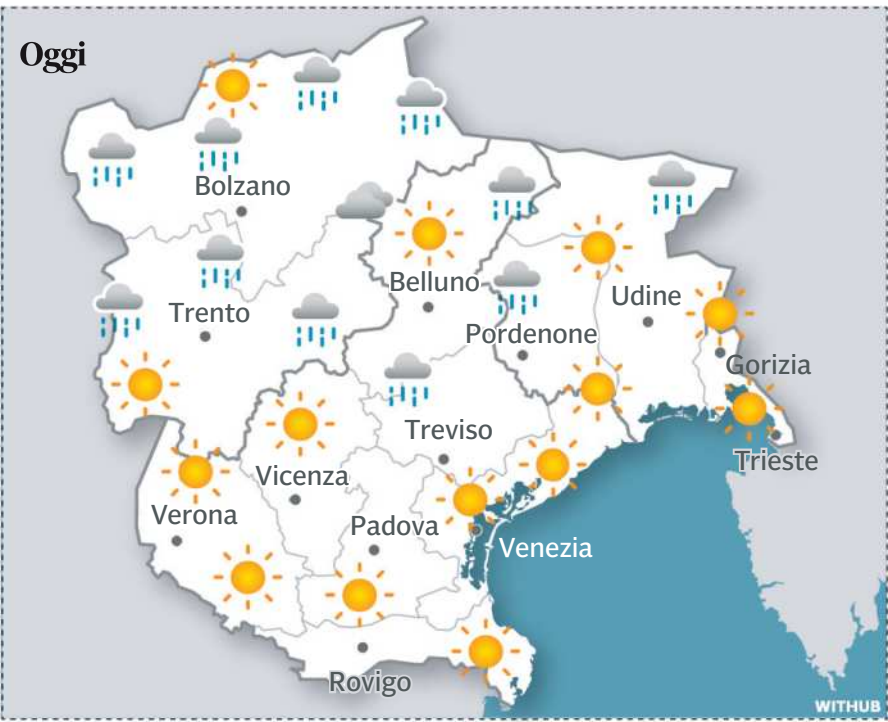 Oggi
Bolzano
Belluno
Udine
Trento
Pordenone
Gorizia
Treviso
Trieste
Vicenza
Verona
Padova
Venezia
Rovigo
WITHUB